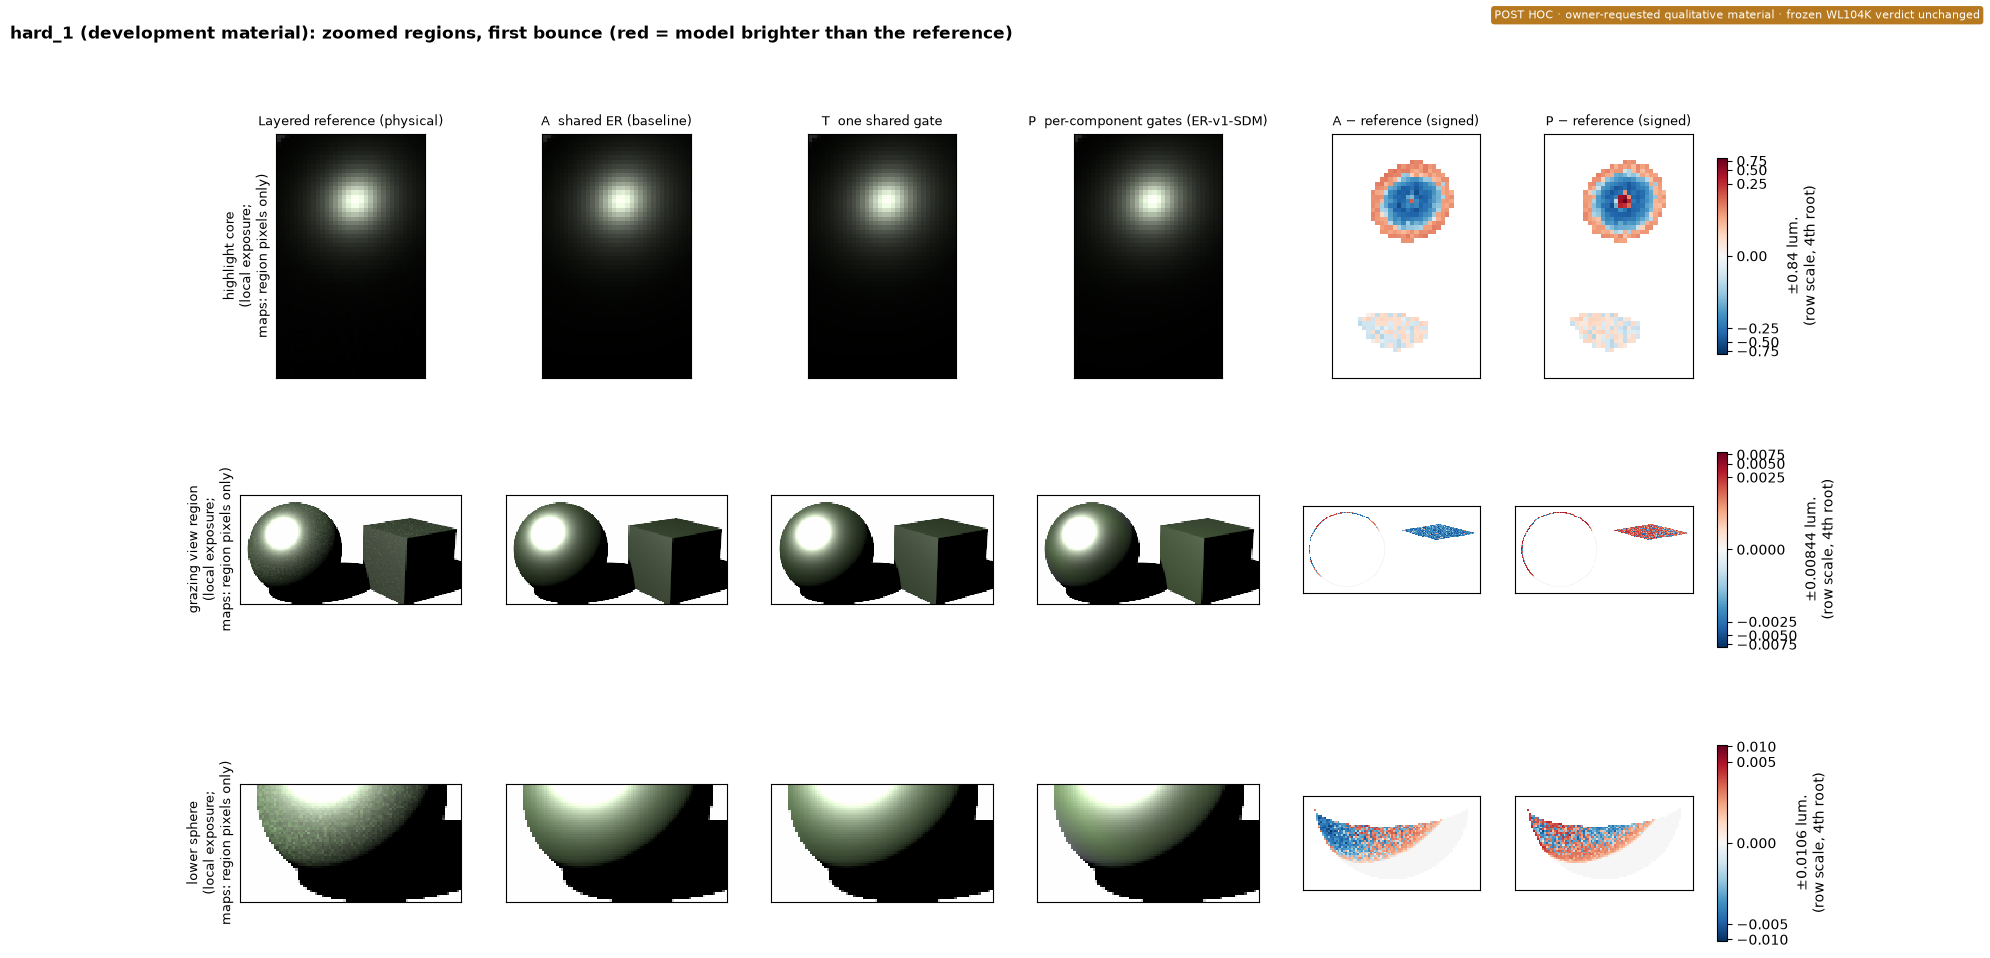 POST HOC · owner-requested qualitative material · frozen WL104K verdict unchanged
hard_1 (development material): zoomed regions, first bounce (red = model brighter than the reference)
Layered reference (physical)
A shared ER (baseline)
T one shared gate
P per-component gates (ER-v1-SDM)
A − reference (signed)
P − reference (signed)
highlight core
(local exposure;
maps: region pixels only)
0.75
0.50
0.25
0.00
−0.25
−0.50
−0.75
±0.84 lum.
(row scale, 4th root)
grazing view region
(local exposure;
maps: region pixels only)
0.0075
0.0050
0.0025
0.0000
−0.0025
−0.0050
−0.0075
±0.00844 lum.
(row scale, 4th root)
lower sphere
(local exposure;
maps: region pixels only)
0.010
0.005
0.000
−0.005
−0.010
±0.0106 lum.
(row scale, 4th root)